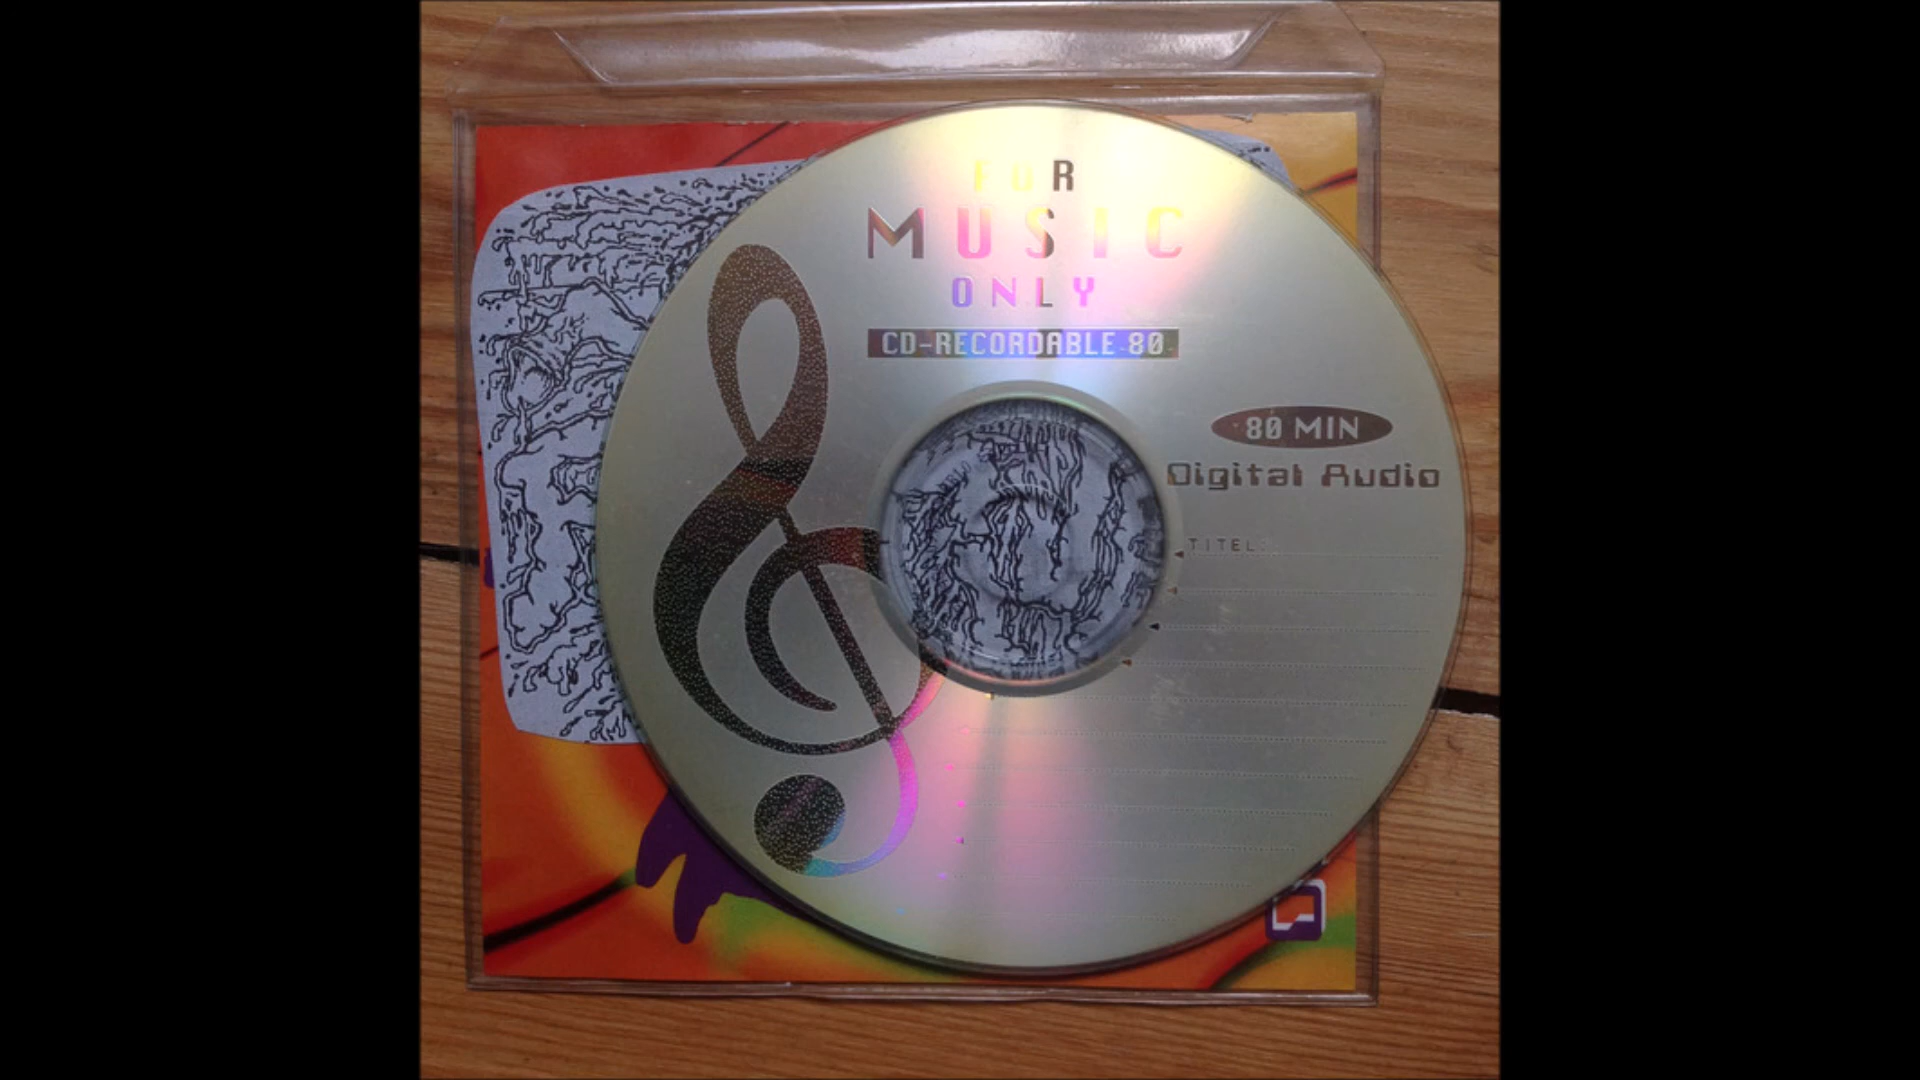 FOR
MUSIC
ONLY
CD-RECORDABLE 80
80 MIN
Digital Audio
TITEL: